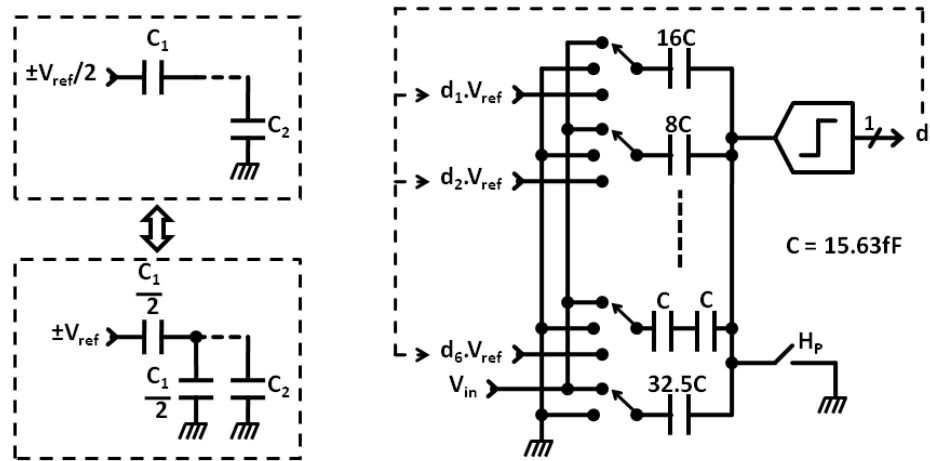 C₁
±Vref/2
C₂
C₁
2
±Vref
C₁
2
C₂
16C
d₁.Vref
8C
1
d
d₂.Vref
C = 15.63fF
C C
d₆.Vref
HP
Vin
32.5C